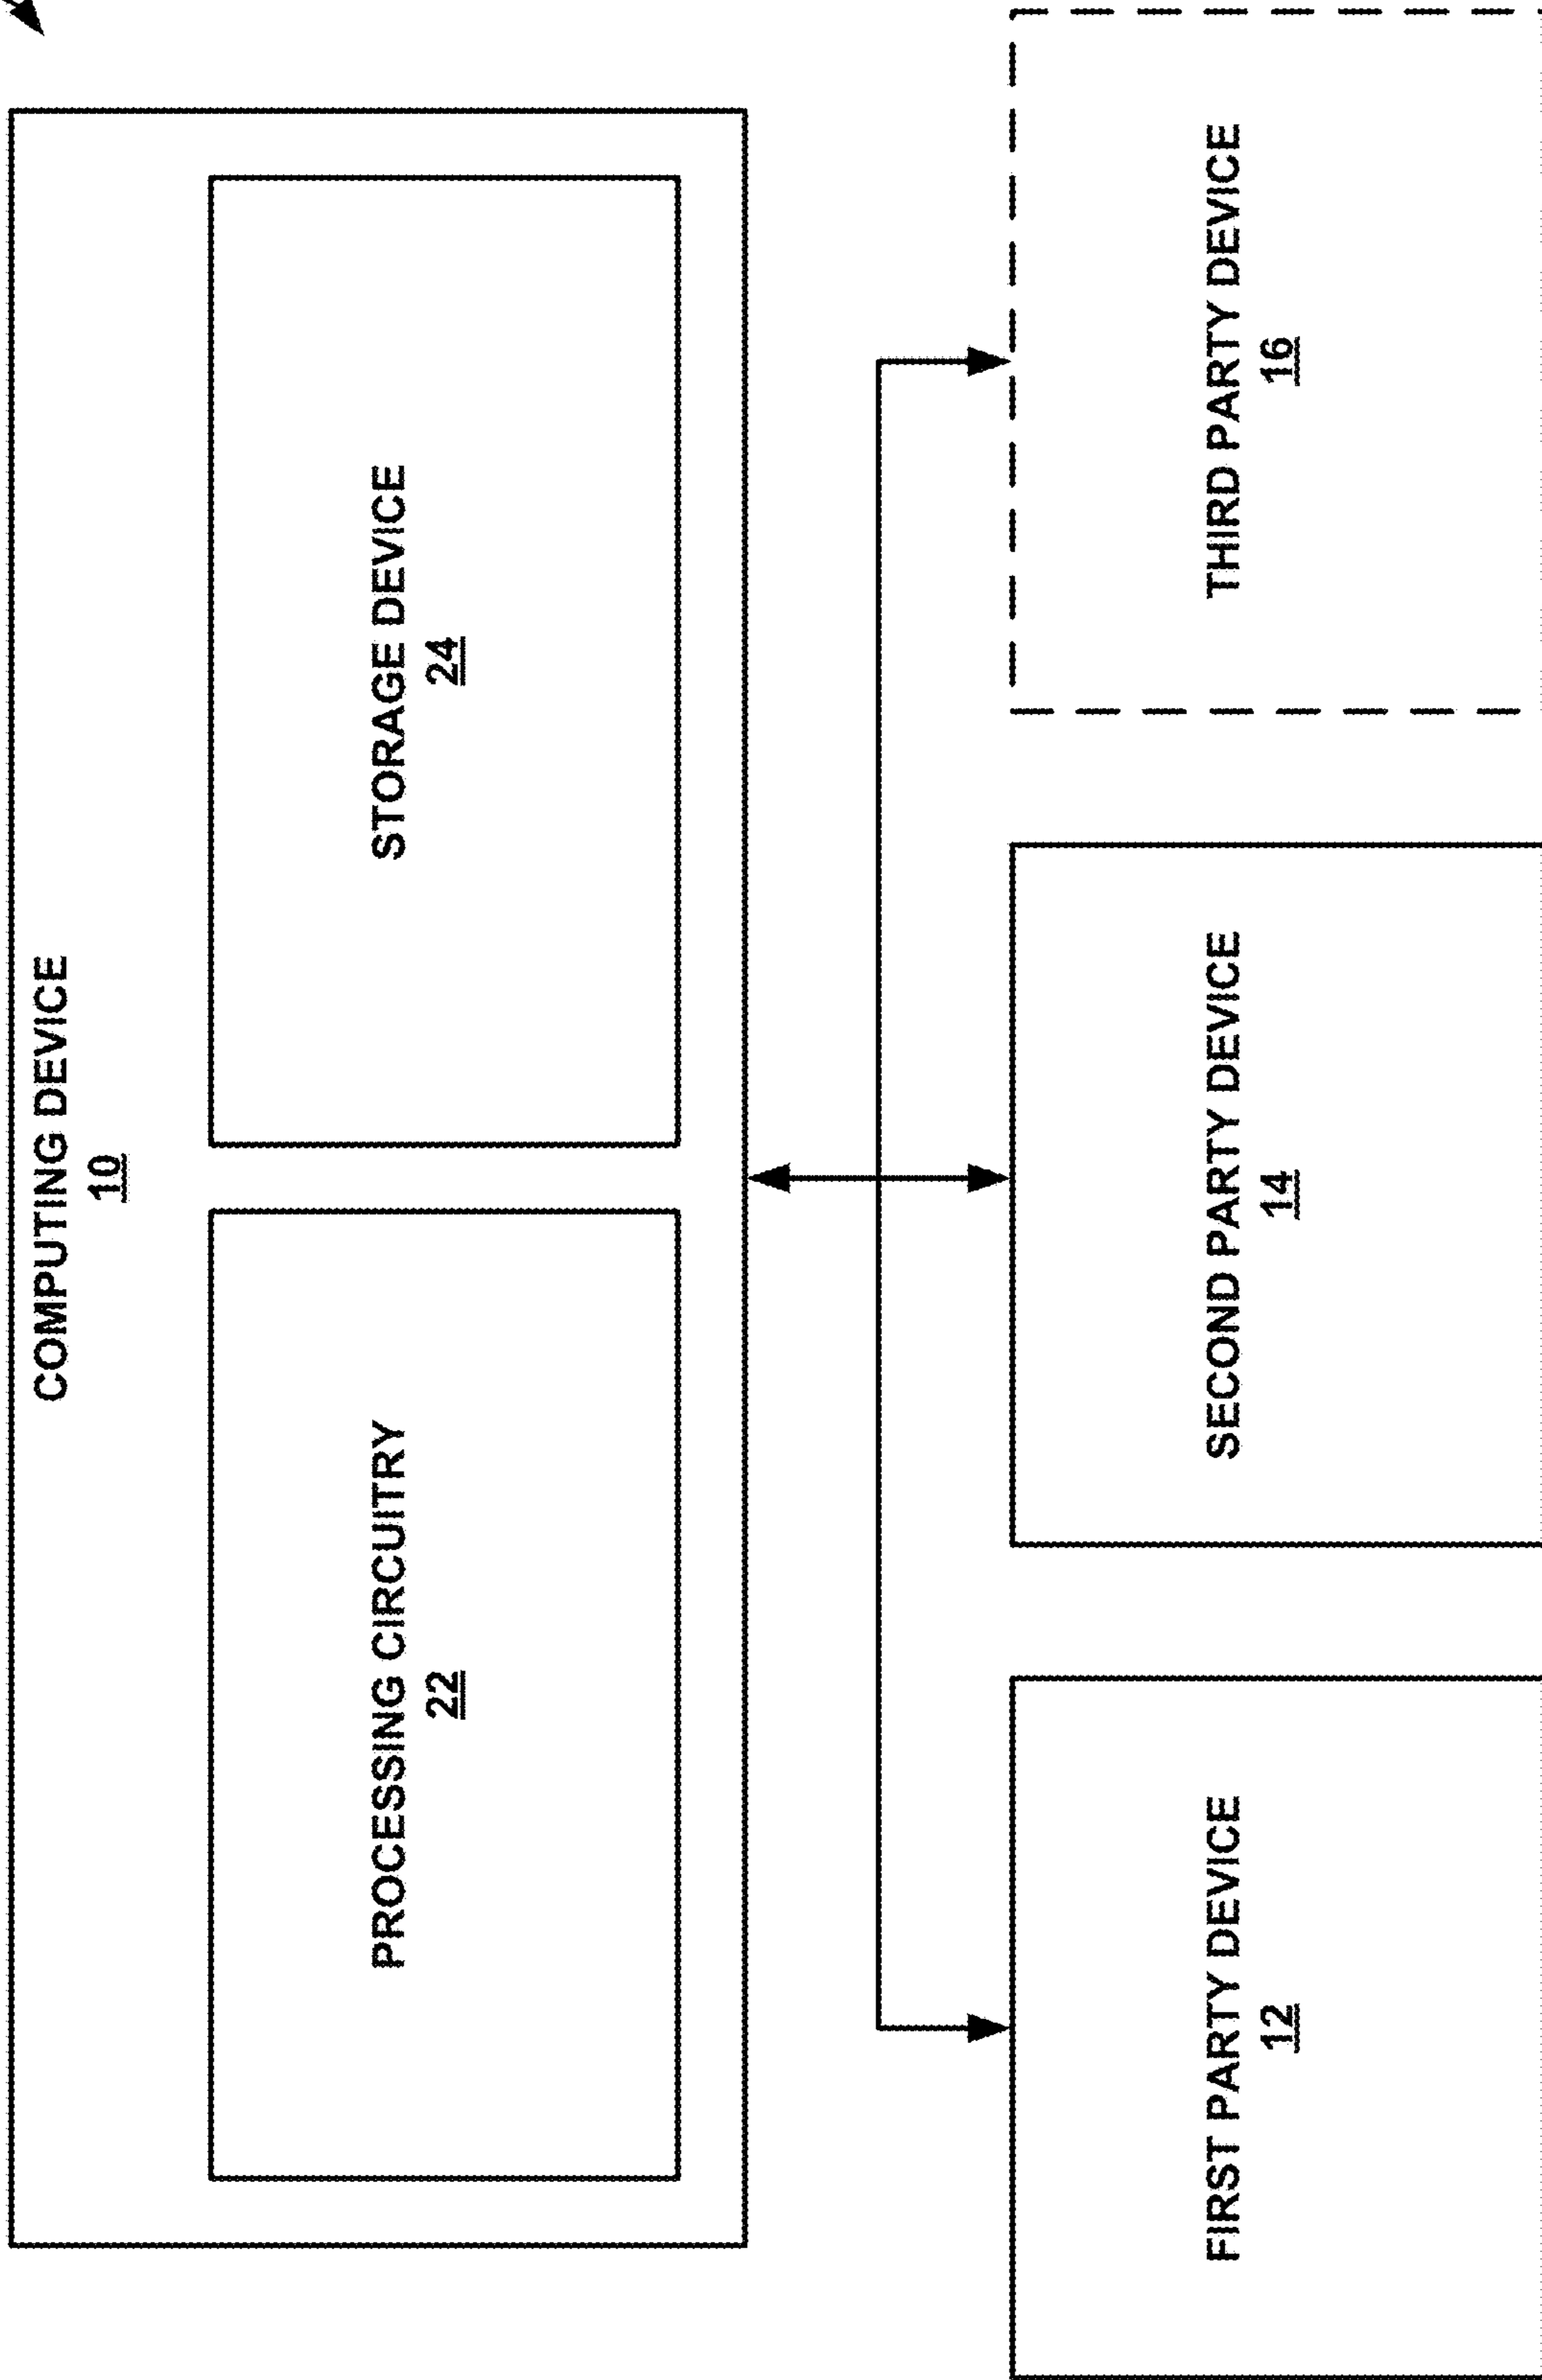 COMPUTING DEVICE
10
PROCESSING CIRCUITRY
22
STORAGE DEVICE
24
FIRST PARTY DEVICE
12
SECOND PARTY DEVICE
14
THIRD PARTY DEVICE
16